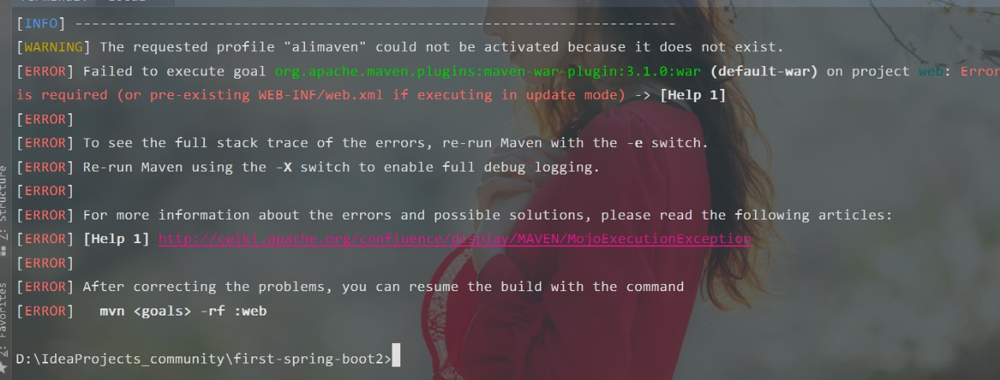 [INFO] ------------------------------------------------------------------------
[WARNING] The requested profile "alimaven" could not be activated because it does not exist.
[ERROR] Failed to execute goal org.apache.maven.plugins:maven-war-plugin:3.1.0:war (default-war) on project web: Error
is required (or pre-existing WEB-INF/web.xml if executing in update mode) -> [Help 1]
[ERROR]
[ERROR] To see the full stack trace of the errors, re-run Maven with the -e switch.
[ERROR] Re-run Maven using the -X switch to enable full debug logging.
[ERROR]
[ERROR] For more information about the errors and possible solutions, please read the following articles:
[ERROR] [Help 1] http://cwiki.apache.org/confluence/display/MAVEN/MojoExecutionException
[ERROR]
[ERROR] After correcting the problems, you can resume the build with the command
[ERROR]   mvn <goals> -rf :web
D:\IdeaProjects_community\first-spring-boot2>
Z: Structure
2: Favorites